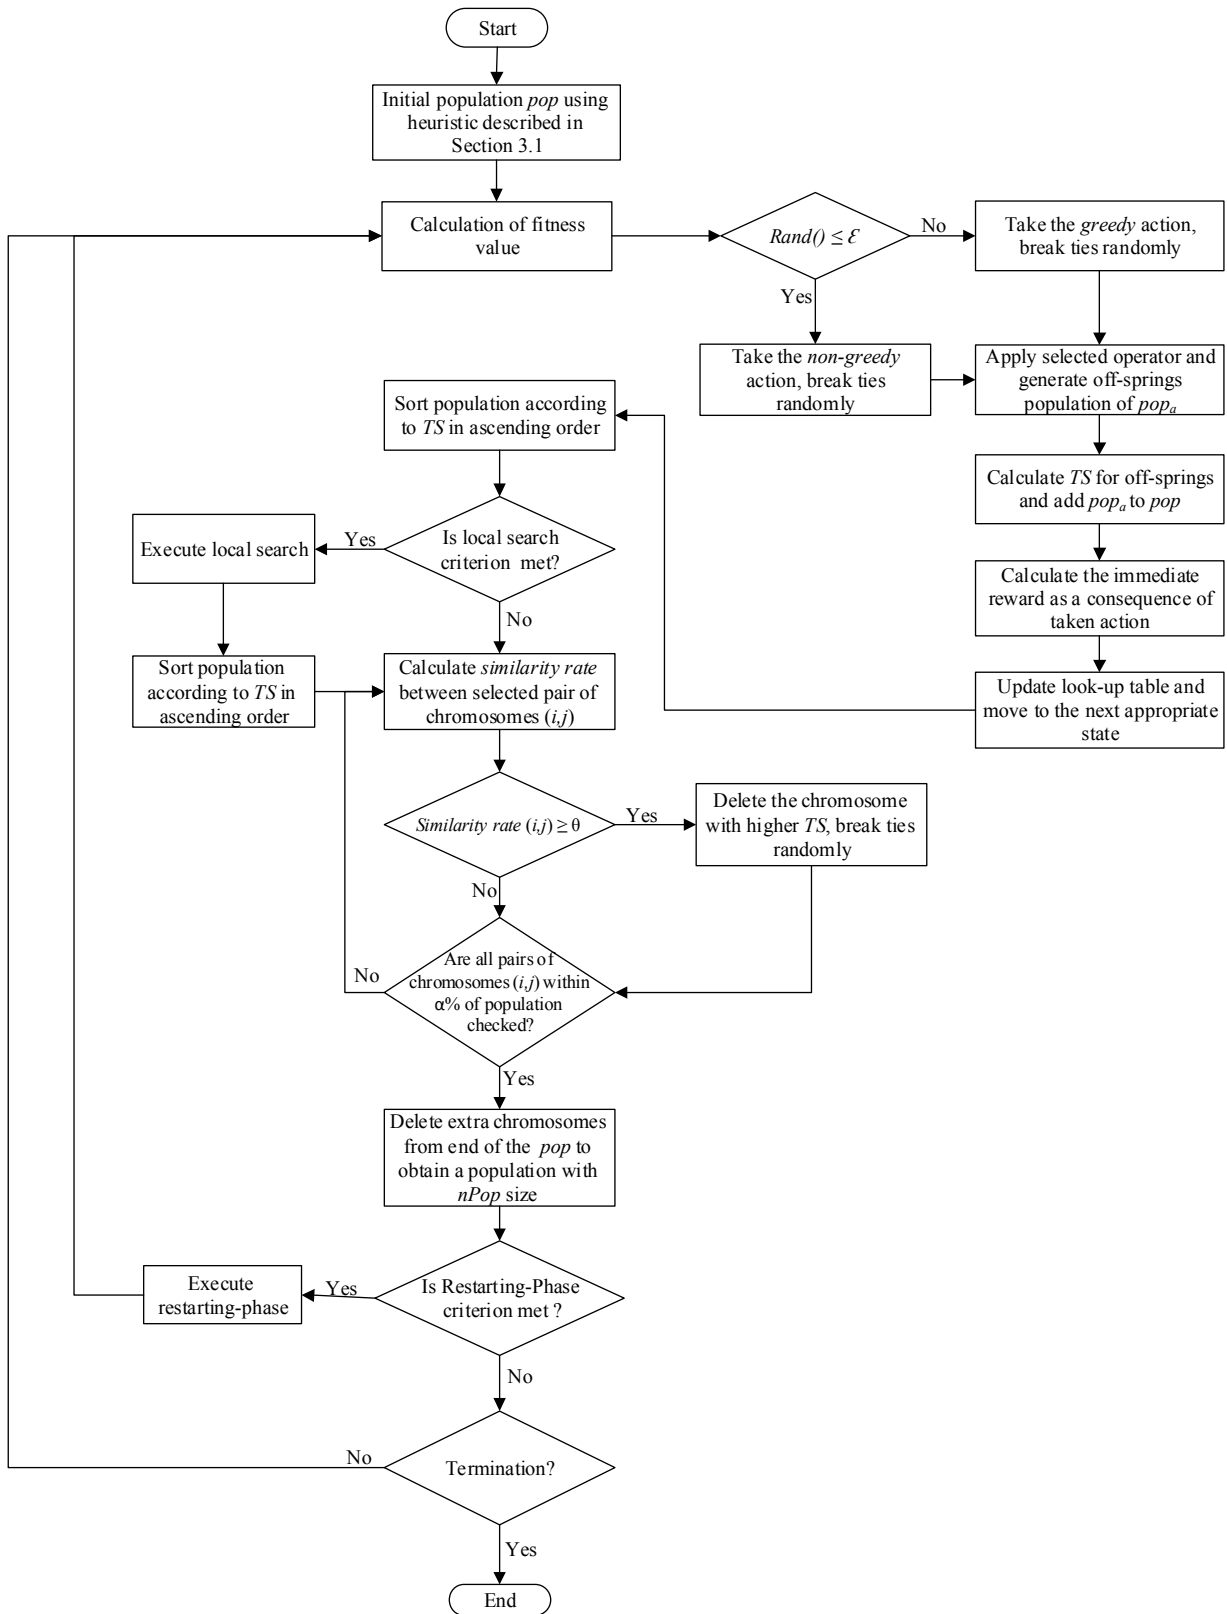 Start
Initial population pop using
heuristic described in
Section 3.1
Calculation of fitness
value
Rand() ≤ ℰ
No
Yes
Take the greedy action,
break ties randomly
Take the non-greedy
action, break ties
randomly
Apply selected operator and
generate off-springs
population of popₐ
Calculate TS for off-springs
and add popₐ to pop
Calculate the immediate
reward as a consequence of
taken action
Update look-up table and
move to the next appropriate
state
Sort population according
to TS in ascending order
Is local search
criterion met?
Yes
No
Execute local search
Sort population
according to TS in
ascending order
Calculate similarity rate
between selected pair of
chromosomes (i,j)
Similarity rate (i,j) ≥ θ
Yes
No
Delete the chromosome
with higher TS, break ties
randomly
Are all pairs of
chromosomes (i,j) within
α% of population
checked?
No
Yes
Delete extra chromosomes
from end of the pop to
obtain a population with
nPop size
Is Restarting-Phase
criterion met ?
Yes
No
Execute
restarting-phase
Termination?
No
Yes
End